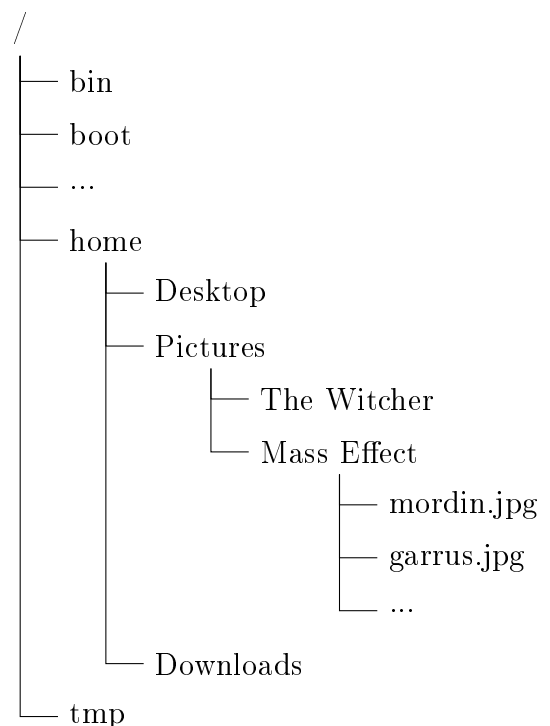 /
bin
boot
...
home
Desktop
Pictures
The Witcher
Mass Effect
mordin.jpg
garrus.jpg
...
Downloads
tmp